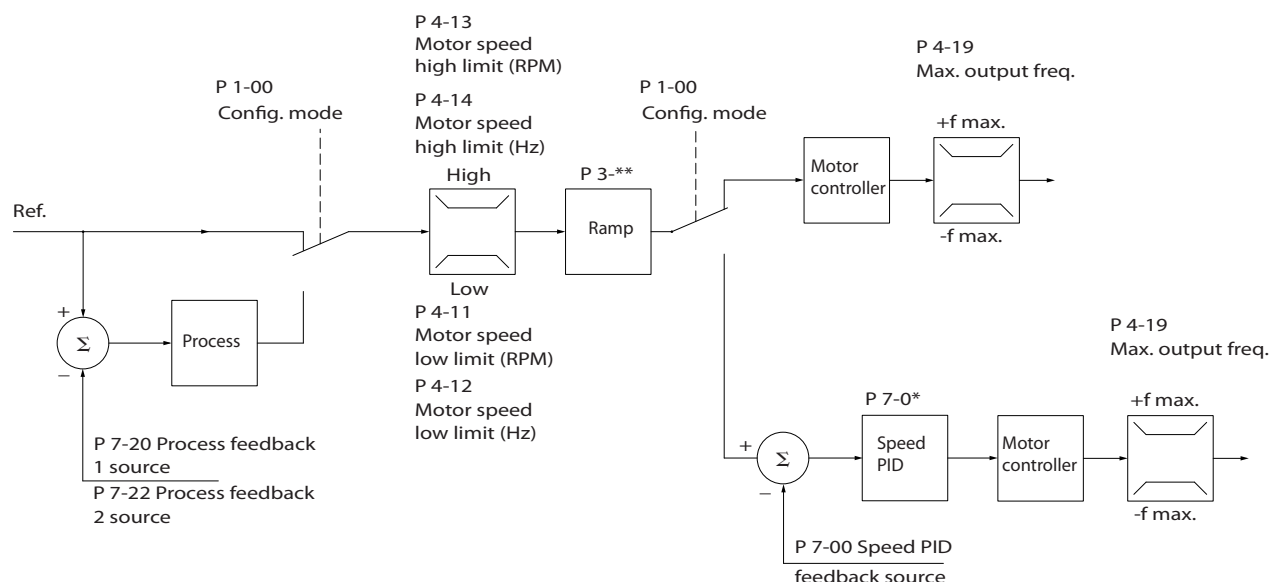 P 4-13
Motor speed
high limit (RPM)
P 4-14
Motor speed
high limit (Hz)
High
P 4-19
Max. output freq.
P 1-00
Config. mode
P 1-00
Config. mode
+f max.
Motor
controller
-f max.
P 3-**
Ramp
Ref.
Low
P 4-11
Motor speed
low limit (RPM)
P 4-12
Motor speed
low limit (Hz)
+
Σ
−
Process
P 7-20 Process feedback
1 source
P 7-22 Process feedback
2 source
P 4-19
Max. output freq.
P 7-0*
+f max.
+
Σ
−
Speed
PID
Motor
controller
-f max.
P 7-00 Speed PID
feedback source